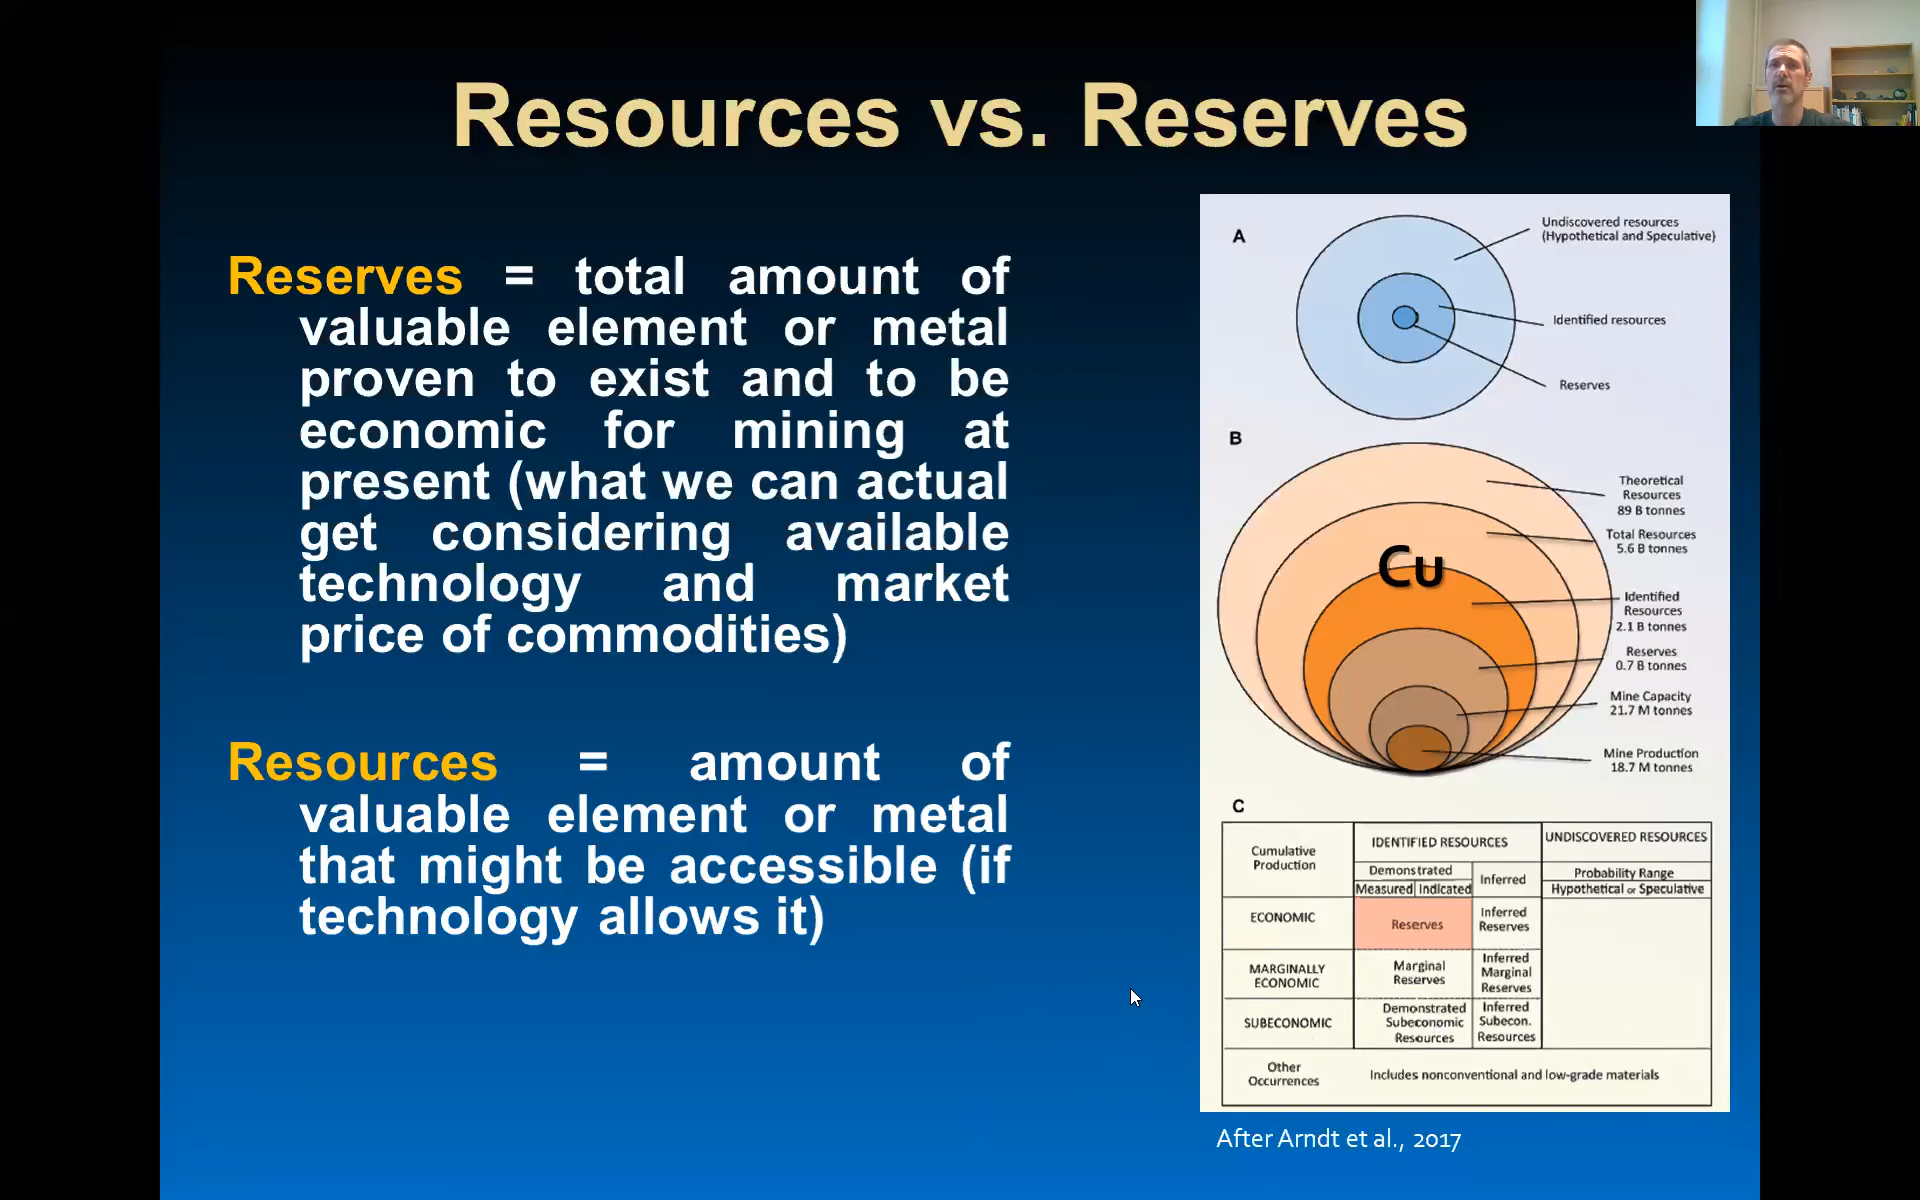 Resources vs. Reserves
Reserves = total amount of
valuable element or metal
proven to exist and to be
economic for mining at
present (what we can actual
get considering available
technology and market
price of commodities)
Resources = amount of
valuable element or metal
that might be accessible (if
technology allows it)
A
Undiscovered resources
(Hypothetical and Speculative)
Identified resources
Reserves
B
Cu
Theoretical
Resources
89 B tonnes
Total Resources
5.6 B tonnes
Identified
Resources
2.1 B tonnes
Reserves
0.7 B tonnes
Mine Capacity
21.7 M tonnes
Mine Production
18.7 M tonnes
C
Cumulative
Production
IDENTIFIED RESOURCES
UNDISCOVERED RESOURCES
Demonstrated
Inferred
Probability Range
Measured Indicated
Hypothetical or Speculative
ECONOMIC
Reserves
Inferred
Reserves
MARGINALLY
ECONOMIC
Marginal
Reserves
Inferred
Marginal
Reserves
SUBECONOMIC
Demonstrated
Subeconomic
Resources
Inferred
Subecon.
Resources
Other
Occurrences
Includes nonconventional and low-grade materials
After Arndt et al., 2017